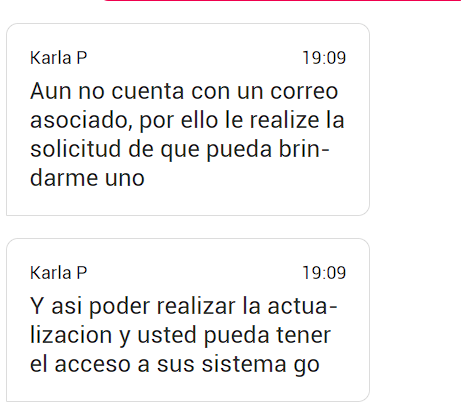 Karla P 19:09
Aun no cuenta con un correo
asociado, por ello le realize la
solicitud de que pueda brin-
darme uno
Karla P 19:09
Y asi poder realizar la actua-
lizacion y usted pueda tener
el acceso a sus sistema go